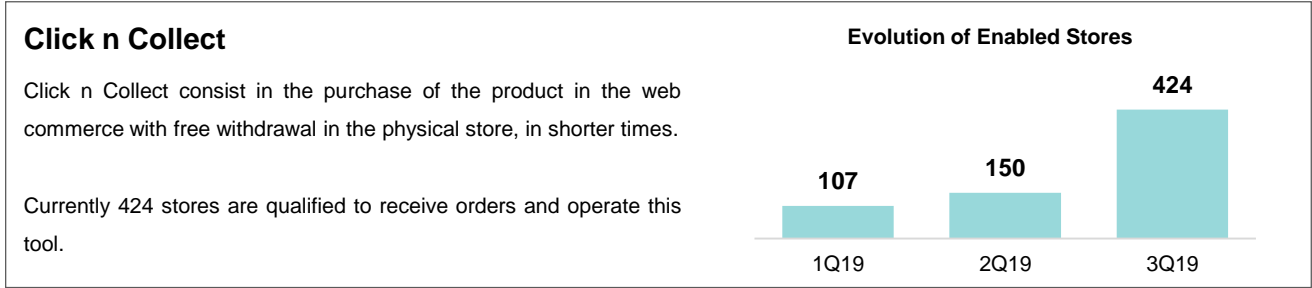 Click n Collect
Click n Collect consist in the purchase of the product in the web
commerce with free withdrawal in the physical store, in shorter times.
Currently 424 stores are qualified to receive orders and operate this
tool.
Evolution of Enabled Stores
424
150
107
1Q19 2Q19 3Q19